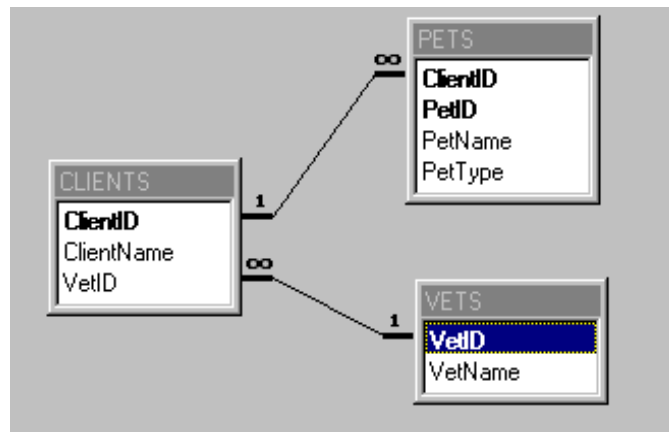 PETS
∞
ClientID
PetID
PetName
PetType
CLIENTS
1
ClientID
ClientName
∞
VetID
VETS
1
VetID
VetName